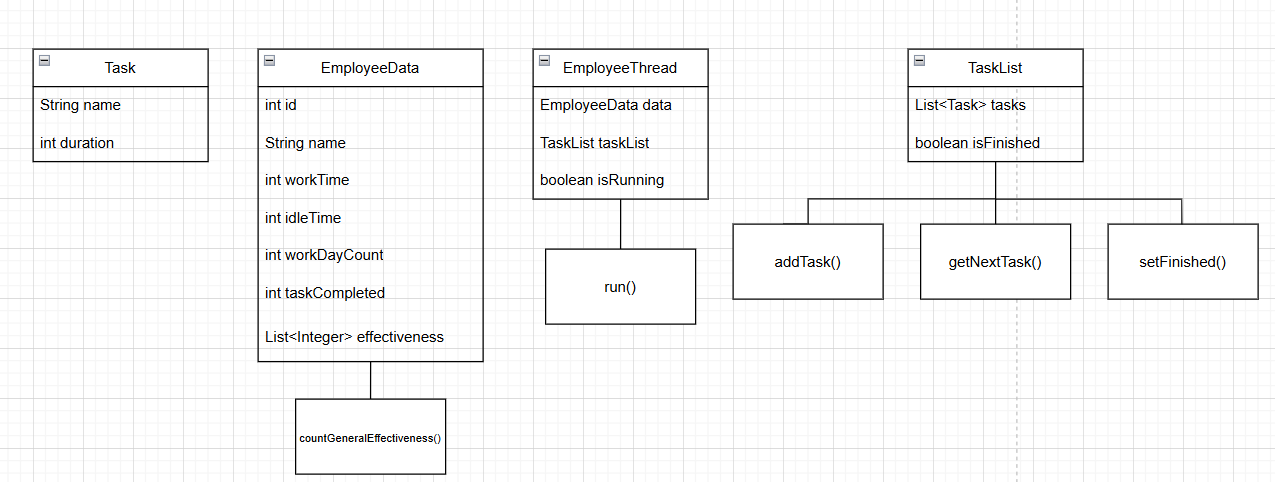 Task
String name
int duration
EmployeeData
int id
String name
int workTime
int idleTime
int workDayCount
int taskCompleted
List<Integer> effectiveness
countGeneralEffectiveness()
EmployeeThread
EmployeeData data
TaskList taskList
boolean isRunning
run()
TaskList
List<Task> tasks
boolean isFinished
addTask()
getNextTask()
setFinished()